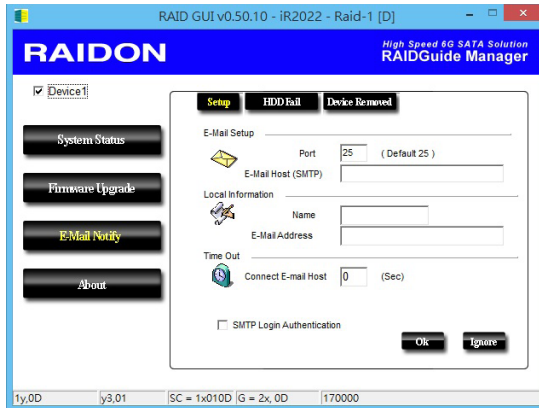 RAID GUI v0.50.10 - iR2022 - Raid-1 [D]
RAIDON
High Speed 6G SATA Solution
RAIDGuide Manager
Device1
System Status
Firmware Upgrade
E-Mail Notify
About
Setup HDD Fail Device Removed
E-Mail Setup
Port 25 ( Default 25 )
E-Mail Host (SMTP)
Local Information
Name
E-Mail Address
Time Out
Connect E-mail Host 0 (Sec)
SMTP Login Authentication
Ok Ignore
1y,0D y3,01 SC = 1x010D G = 2x, 0D 170000